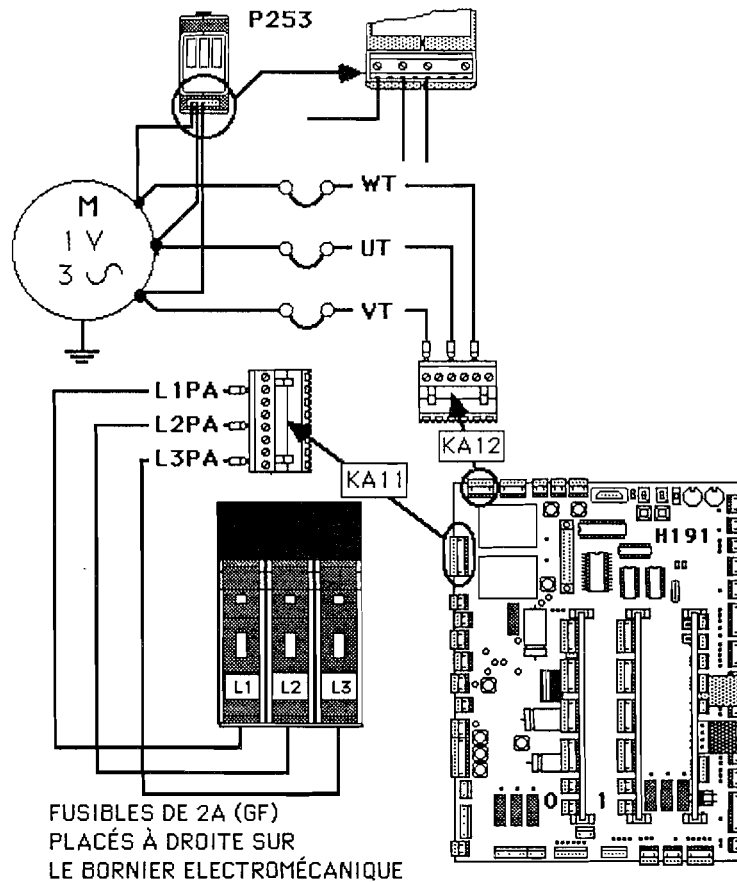 P253
M
1 V
3
WT
UT
VT
L1PA
L2PA
L3PA
KA12
KA11
H191
L1 L2 L3
0 1
FUSIBLES DE 2A (GF)
PLACÉS À DROITE SUR
LE BORNIER ELECTROMÉCANIQUE